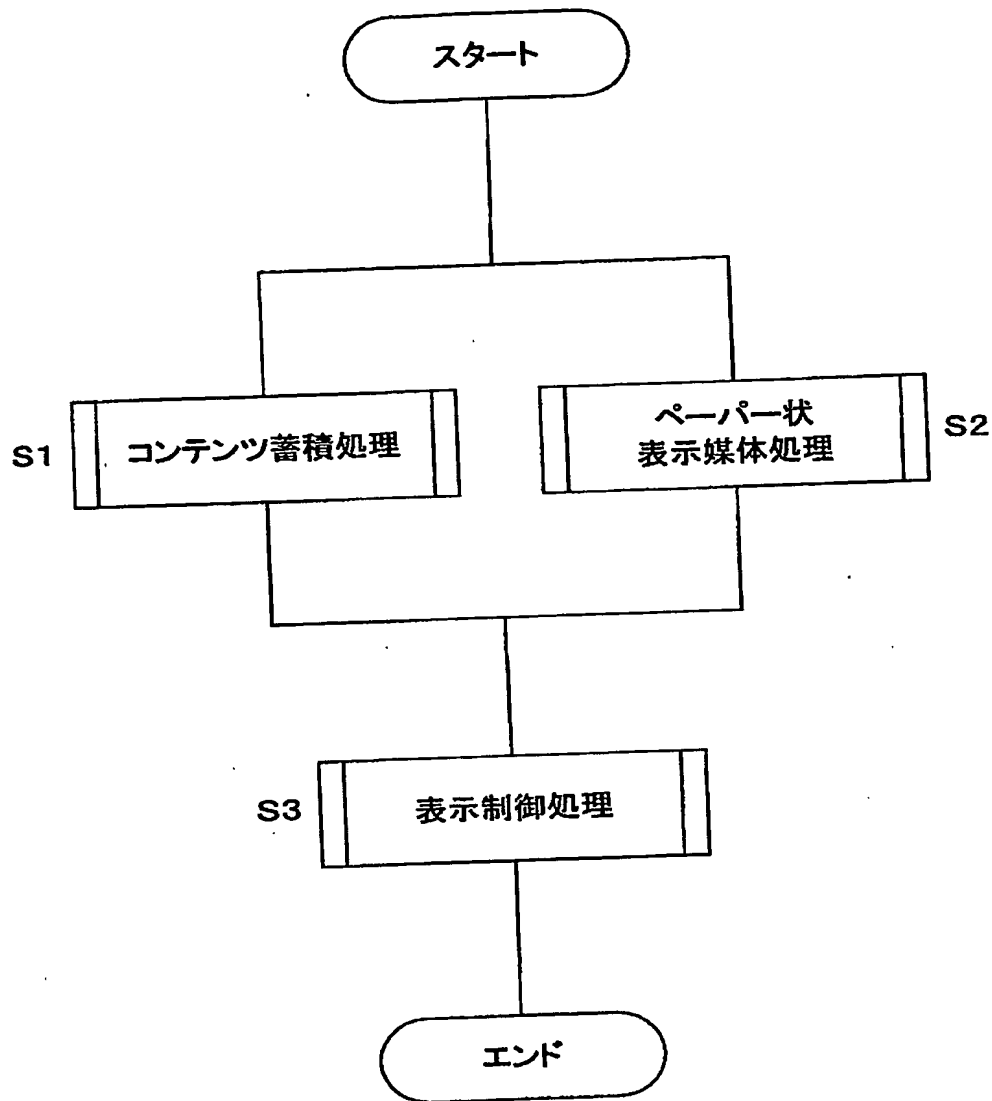 スタート
S1
コンテンツ蓄積処理
ペーパー状
表示媒体処理
S2
S3
表示制御処理
エンド